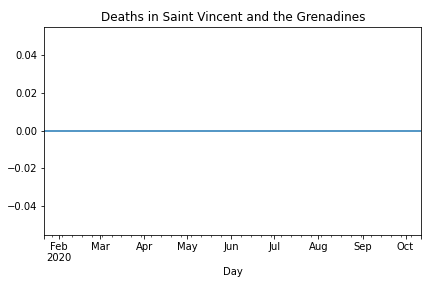 Deaths in Saint Vincent and the Grenadines
0.04
0.02
0.00
−0.02
−0.04
Feb Mar Apr May Jun Jul Aug Sep Oct
2020
Day